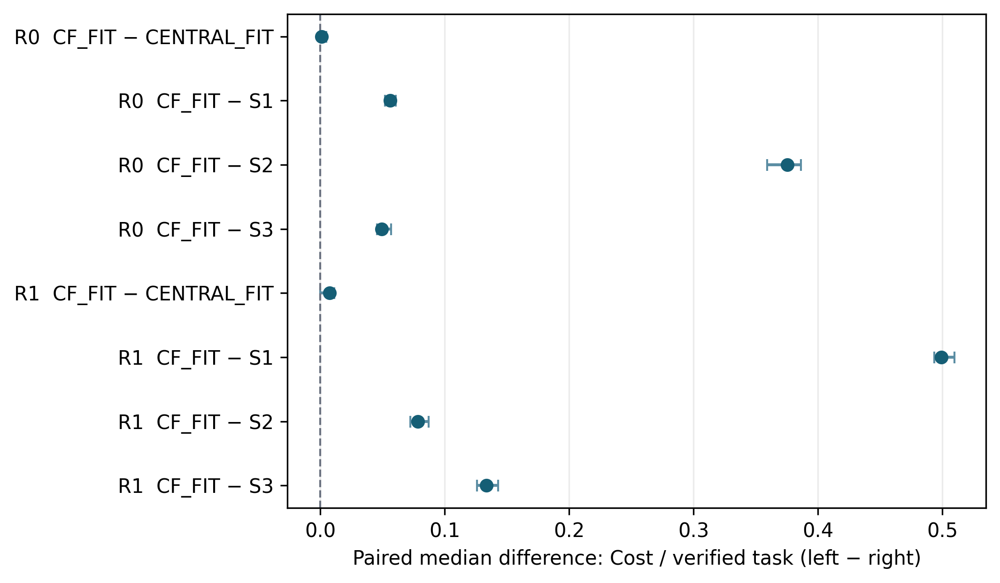 R0  CF_FIT − CENTRAL_FIT
R0  CF_FIT − S1
R0  CF_FIT − S2
R0  CF_FIT − S3
R1  CF_FIT − CENTRAL_FIT
R1  CF_FIT − S1
R1  CF_FIT − S2
R1  CF_FIT − S3
0.0 0.1 0.2 0.3 0.4 0.5
Paired median difference: Cost / verified task (left − right)